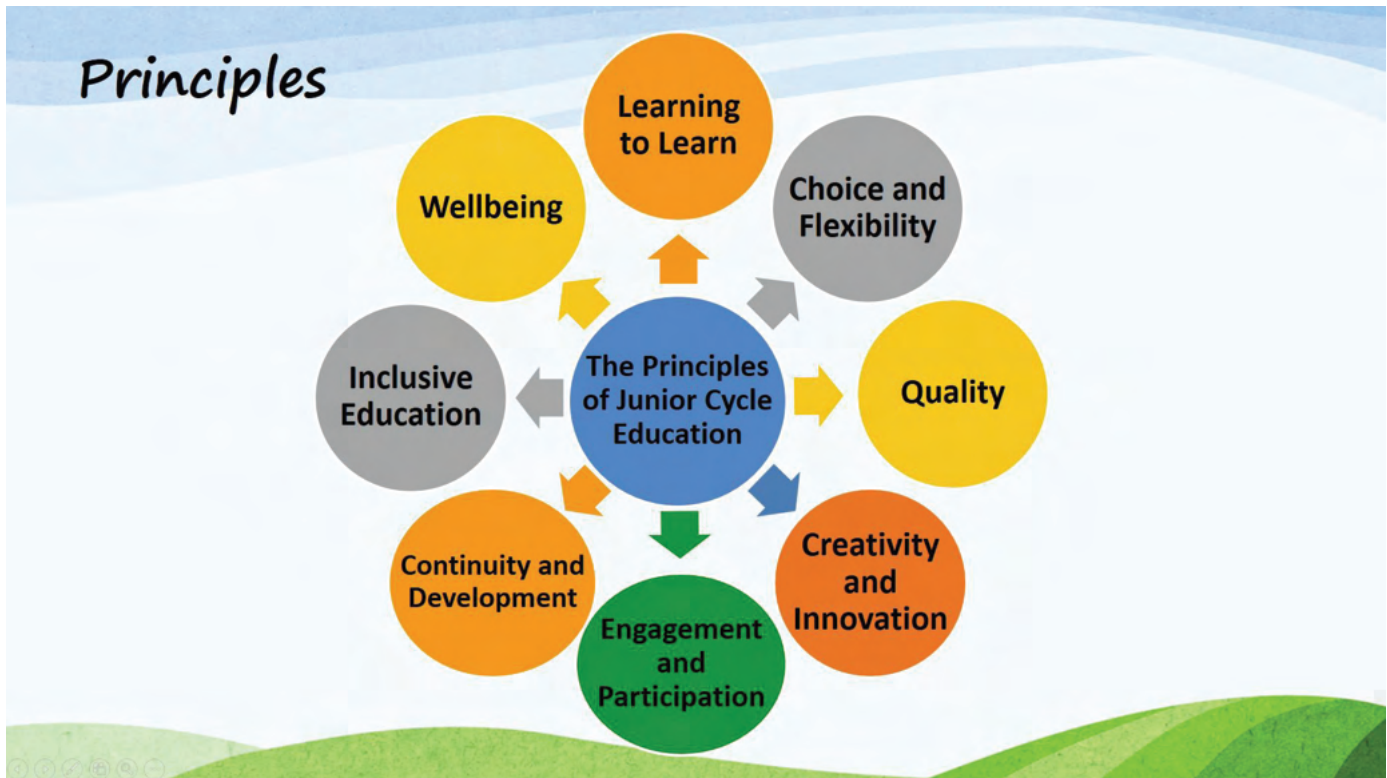 Principles
Learning
to Learn
Choice and
Flexibility
Quality
Creativity
and
Innovation
Engagement
and
Participation
Continuity and
Development
Inclusive
Education
Wellbeing
The Principles
of Junior Cycle
Education